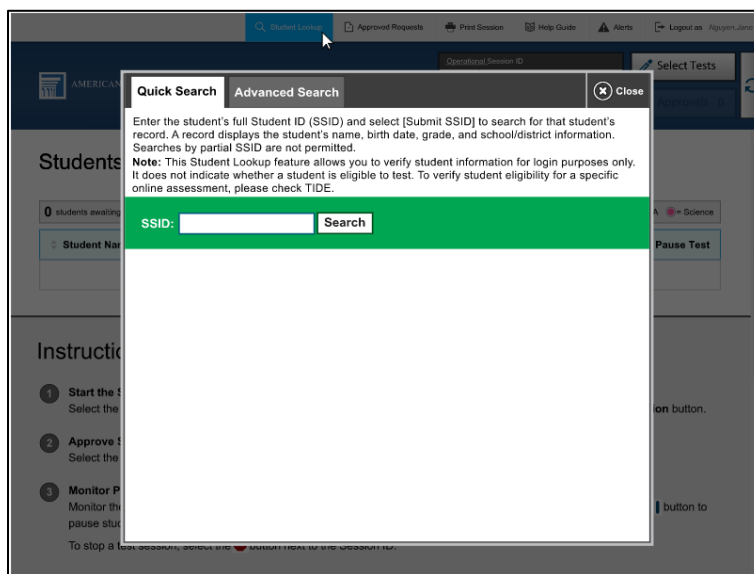 Student Lookup Approved Requests Print Session Help Guide Alerts Logout as Nguyen, Jane
Operational Session ID
Select Tests
AMERICAN
Approvals 0
Quick Search Advanced Search Close
Enter the student's full Student ID (SSID) and select [Submit SSID] to search for that student's
record. A record displays the student's name, birth date, grade, and school/district information.
Searches by partial SSID are not permitted.
Note: This Student Lookup feature allows you to verify student information for login purposes only.
It does not indicate whether a student is eligible to test. To verify student eligibility for a specific
online assessment, please check TIDE.
Students
0 students awaiting = Science
SSID: Search
Student Pause Test
Start the
Select the button.
Approve
Select the
Monitor
Monitor button to
pause
To stop a test session, select the button next to the Session ID.